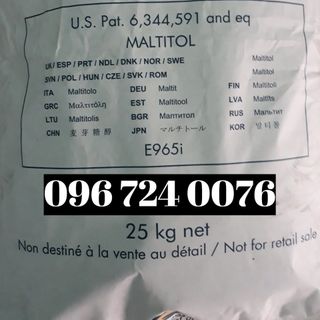 U.S. Pat. 6,344,591 and eq
MALTITOL
UK/ESP/PRT/NDL/DNK/NOR/SWE Maltitol
SVN/POL/HUN/CZE/SVK/ROM Maltitol
ITA Maltitolo DEU Maltit FIN Maltitoli
GRC Μαλτιτόλη EST Maltitool LVA Maltīts
LTU Maltitolis BGR Малтитол RUS Мальтит
CHN 麦芽糖醇 JPN マルチトール KOR 말티톨
E965i
096 724 0076
25 kg net
Non destiné à la vente au détail / Not for retail sale